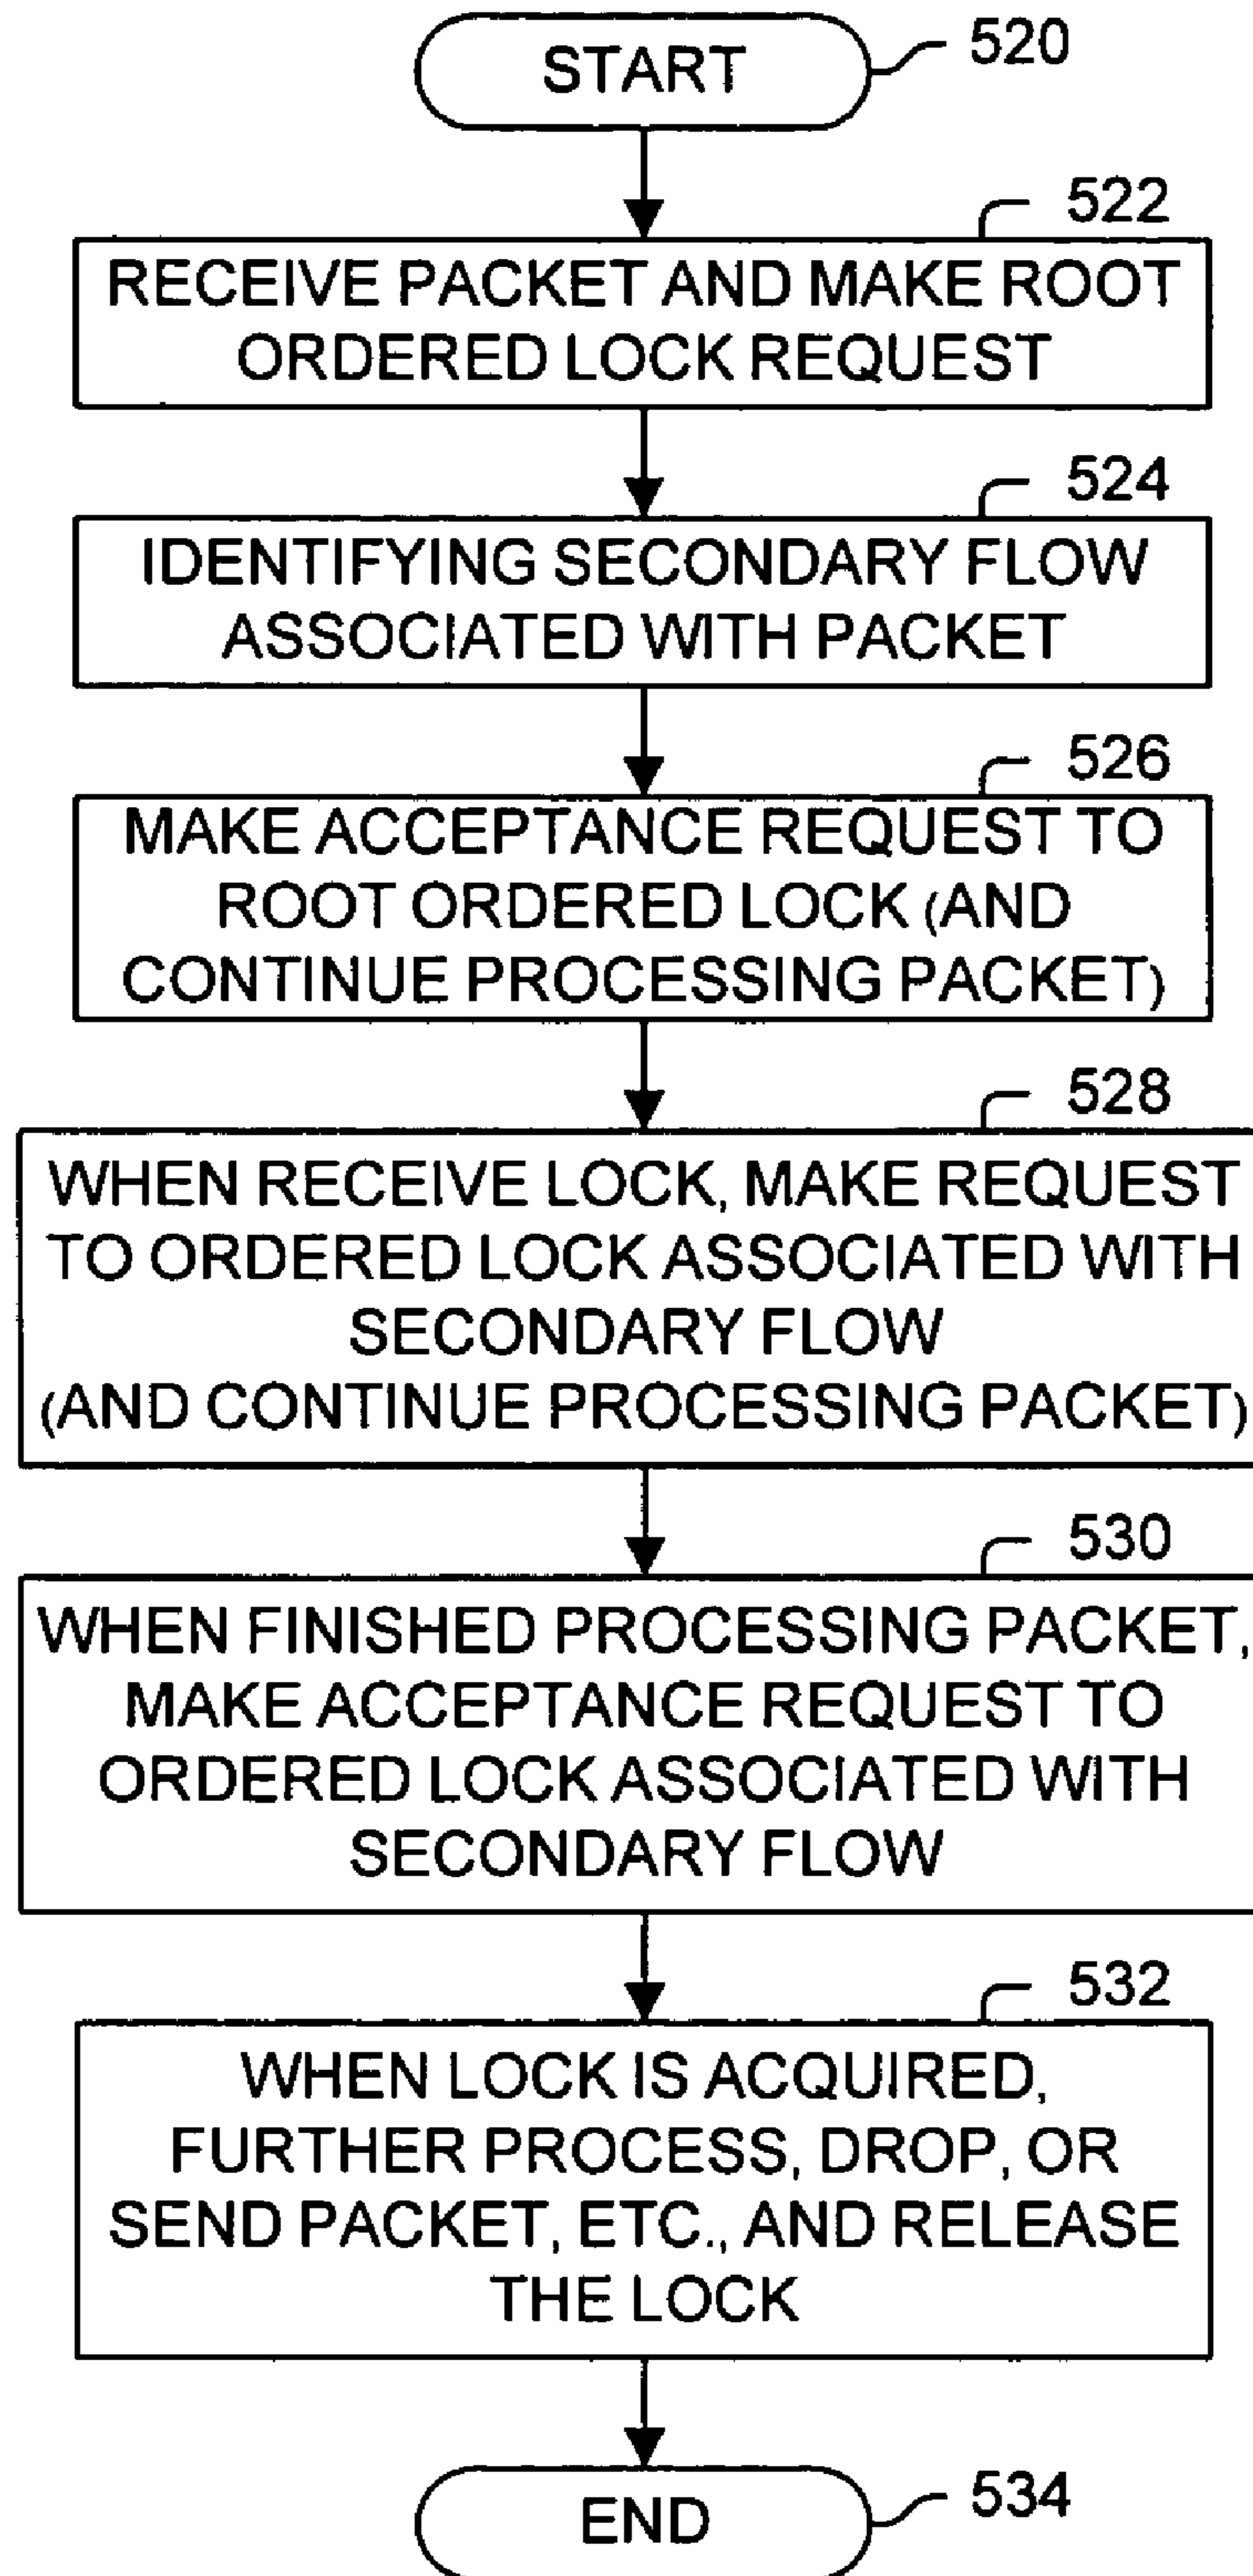 START
520
522
RECEIVE PACKET AND MAKE ROOT
ORDERED LOCK REQUEST
524
IDENTIFYING SECONDARY FLOW
ASSOCIATED WITH PACKET
526
MAKE ACCEPTANCE REQUEST TO
ROOT ORDERED LOCK (AND
CONTINUE PROCESSING PACKET)
528
WHEN RECEIVE LOCK, MAKE REQUEST
TO ORDERED LOCK ASSOCIATED WITH
SECONDARY FLOW
(AND CONTINUE PROCESSING PACKET)
530
WHEN FINISHED PROCESSING PACKET,
MAKE ACCEPTANCE REQUEST TO
ORDERED LOCK ASSOCIATED WITH
SECONDARY FLOW
532
WHEN LOCK IS ACQUIRED,
FURTHER PROCESS, DROP, OR
SEND PACKET, ETC., AND RELEASE
THE LOCK
END
534